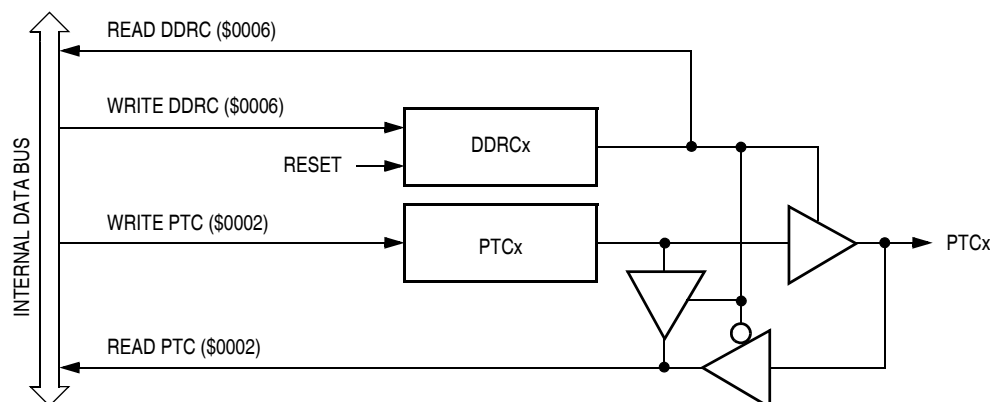 READ DDRC ($0006)
WRITE DDRC ($0006)
DDRCx
RESET
INTERNAL DATA BUS
WRITE PTC ($0002)
PTCx
PTCx
READ PTC ($0002)